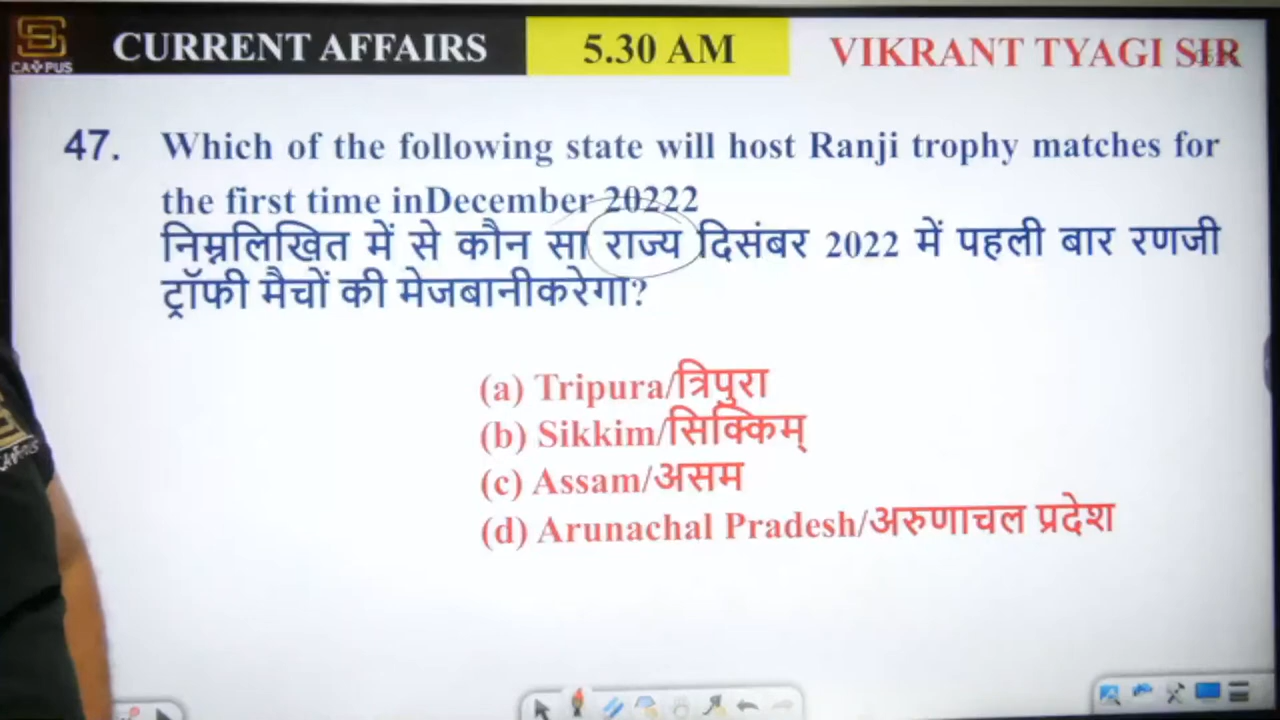 CAMPUS
CURRENT AFFAIRS
5.30 AM
VIKRANT TYAGI SIR
47. Which of the following state will host Ranji trophy matches for
the first time inDecember 20222
निम्नलिखित में से कौन सा राज्य दिसंबर 2022 में पहली बार रणजी
ट्रॉफी मैचों की मेजबानीकरेगा?
(a) Tripura/त्रिपुरा
(b) Sikkim/सिक्किम्
(c) Assam/असम
(d) Arunachal Pradesh/अरुणाचल प्रदेश